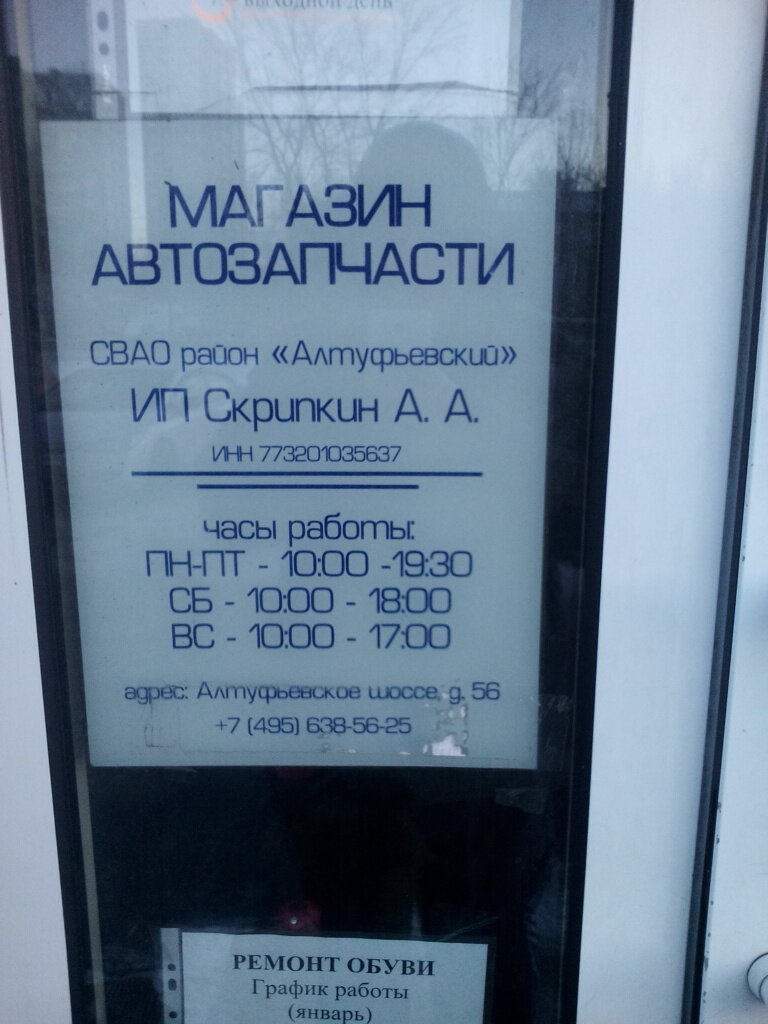 ВЫХОДНОЙ ДЕНЬ
МАГАЗИН
АВТОЗАПЧАСТИ
СВАО район «Алтуфьевский»
ИП Скрипкин А. А.
ИНН 773201035637
часы работы:
ПН-ПТ - 10:00 -19:30
СБ - 10:00 - 18:00
ВС - 10:00 - 17:00
адрес: Алтуфьевское шоссе, д. 56
+7 (495) 638-56-25
РЕМОНТ ОБУВИ
График работы
(январь)